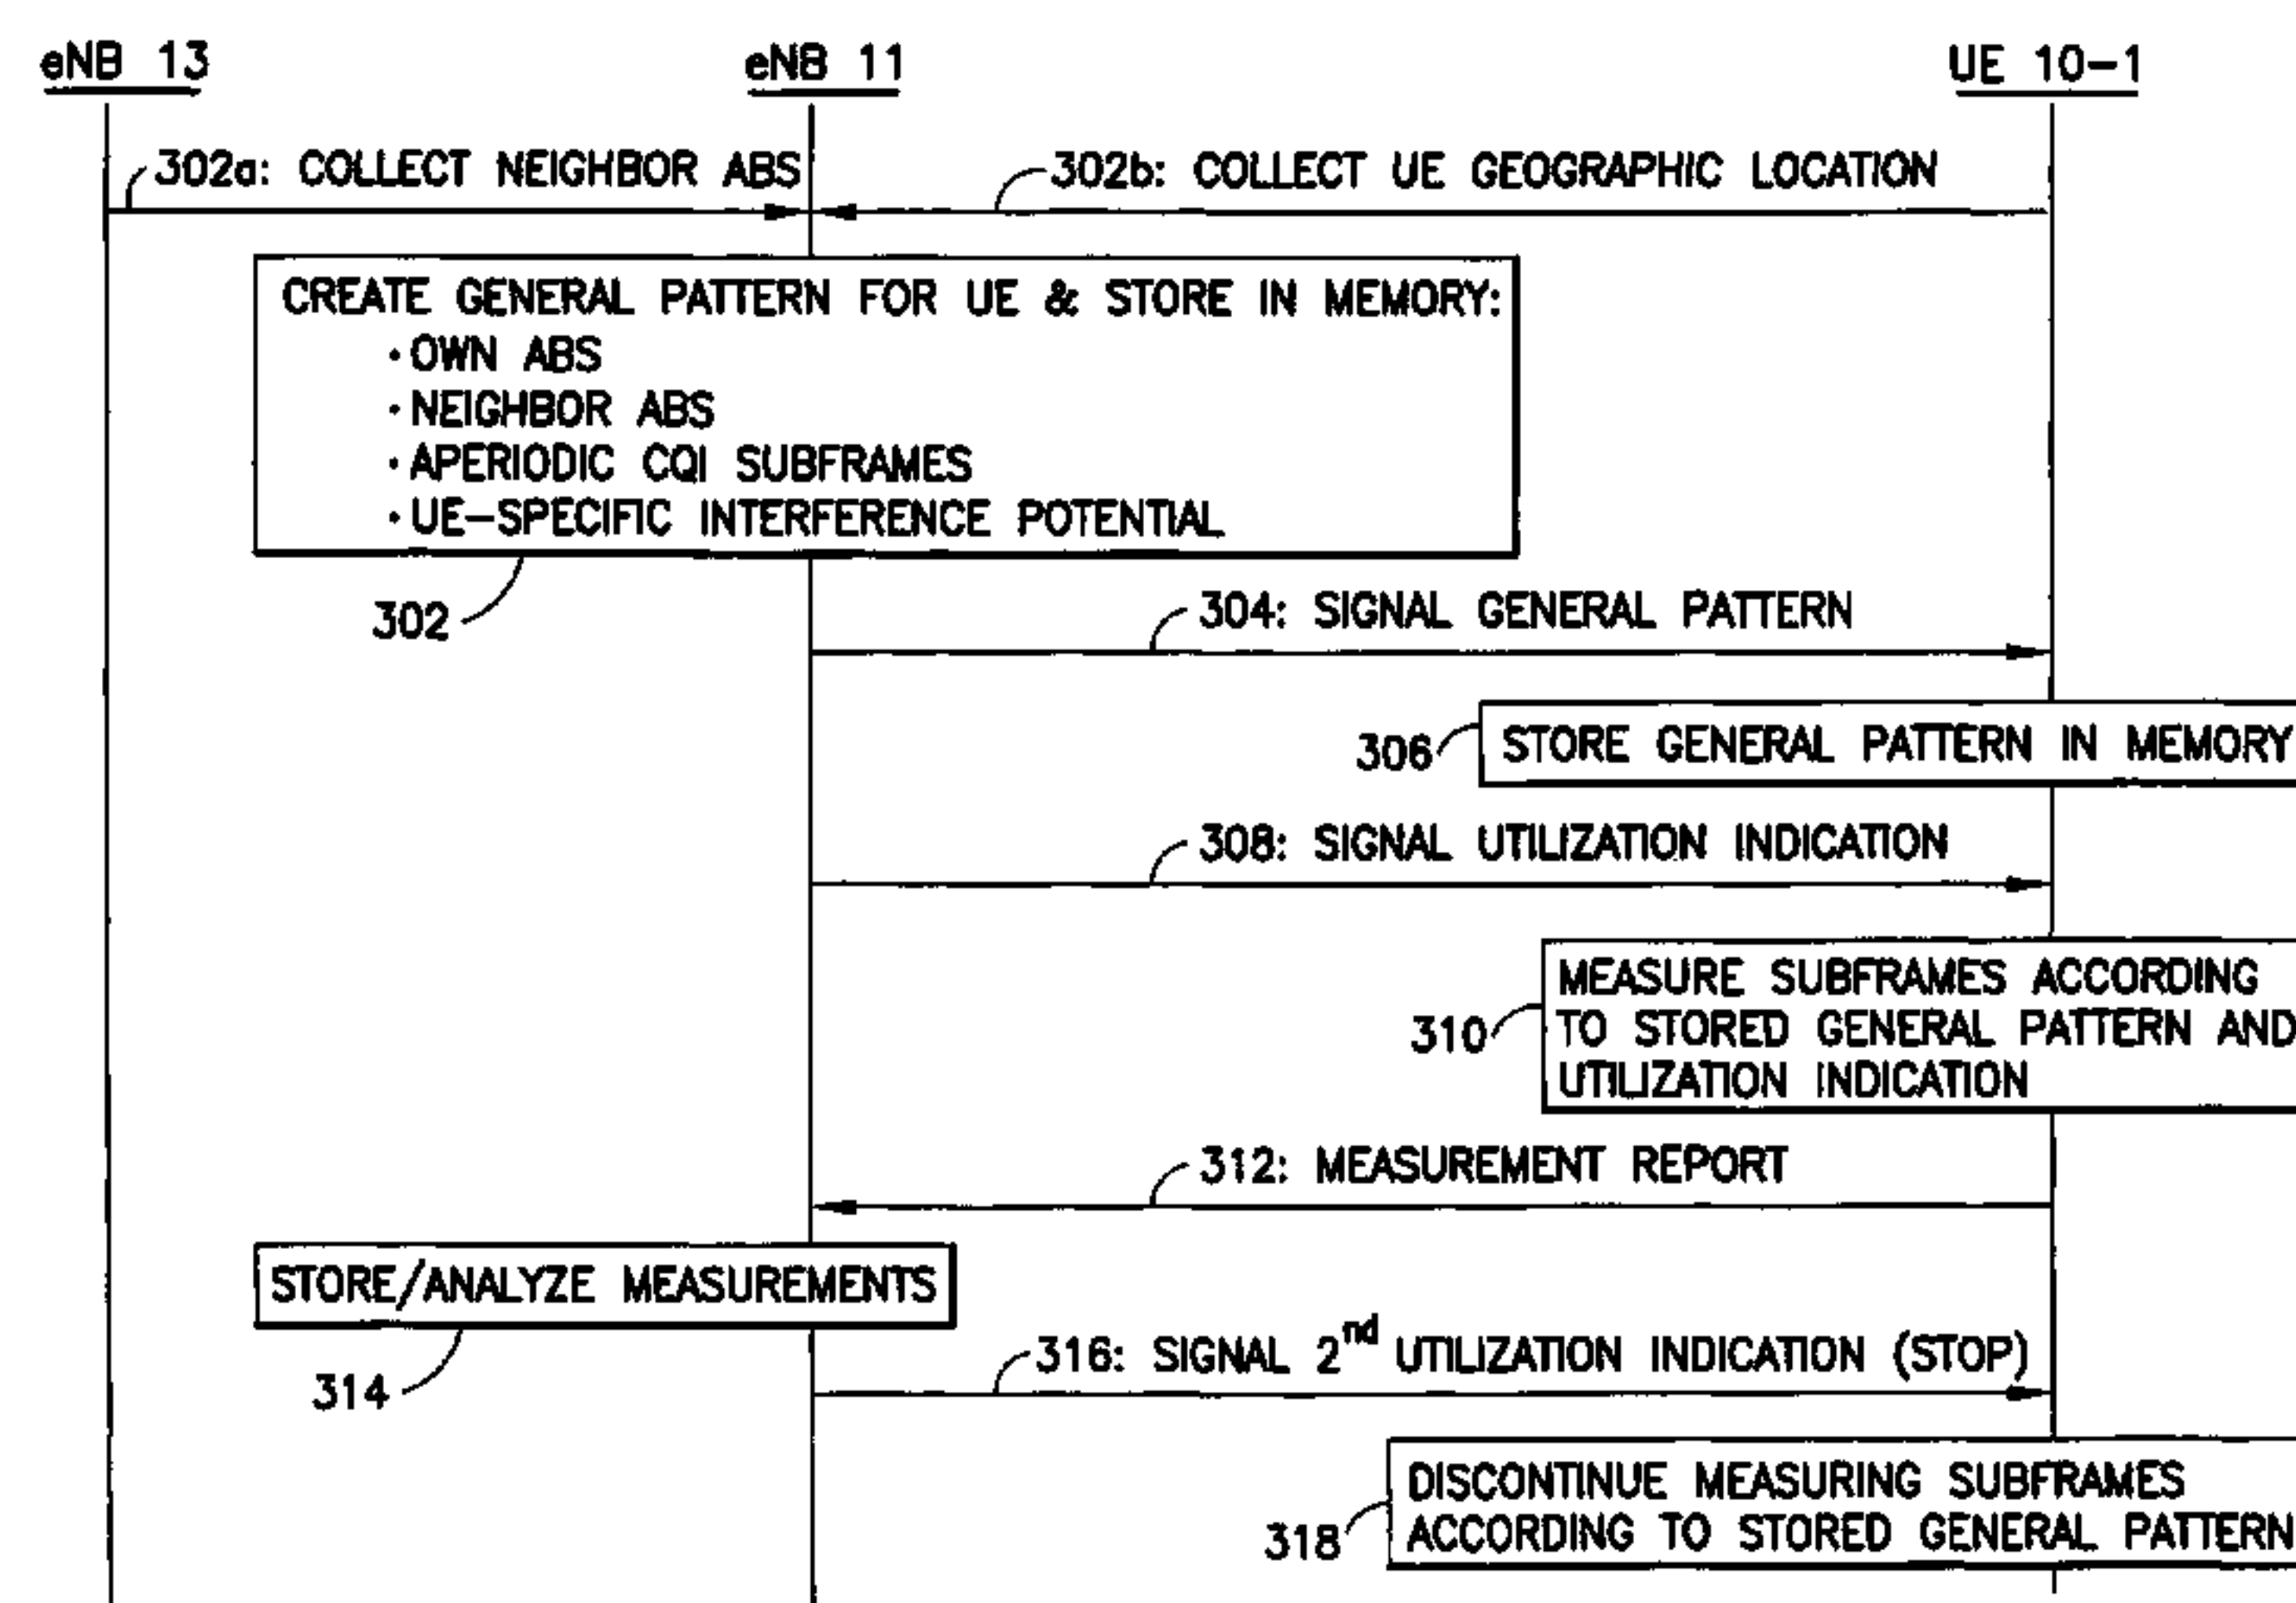 eNB 13
eNB 11
UE 10-1
302a: COLLECT NEIGHBOR ABS
302b: COLLECT UE GEOGRAPHIC LOCATION
CREATE GENERAL PATTERN FOR UE & STORE IN MEMORY:
• OWN ABS
• NEIGHBOR ABS
• APERIODIC CQI SUBFRAMES
• UE-SPECIFIC INTERFERENCE POTENTIAL
302
304: SIGNAL GENERAL PATTERN
306
STORE GENERAL PATTERN IN MEMORY
308: SIGNAL UTILIZATION INDICATION
310
MEASURE SUBFRAMES ACCORDING
TO STORED GENERAL PATTERN AND
UTILIZATION INDICATION
312: MEASUREMENT REPORT
STORE/ANALYZE MEASUREMENTS
314
316: SIGNAL 2nd UTILIZATION INDICATION (STOP)
318
DISCONTINUE MEASURING SUBFRAMES
ACCORDING TO STORED GENERAL PATTERN